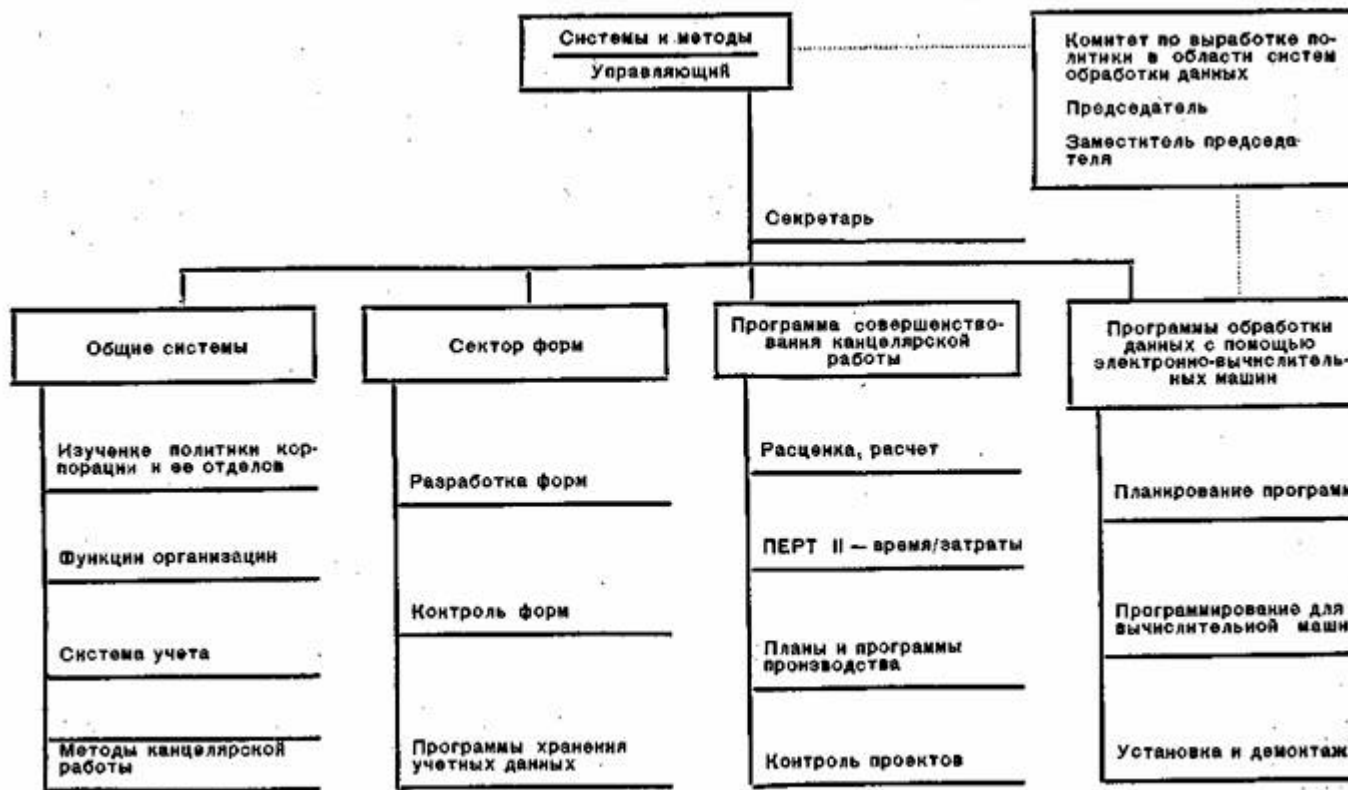 Системы и методы
Управляющий
Комитет по выработке по-
литики в области систем
обработки данных
Председатель
Заместитель председа-
теля
Секретарь
Общие системы
Сектор форм
Программа совершенство-
вания канцелярской
работы
Программы обработки
данных с помощью
электронно-вычислитель-
ных машин
Изучение политики кор-
порации и ее отделов
Функции организации
Система учета
Методы канцелярской
работы
Разработка форм
Контроль форм
Программы хранения
учетных данных
Расценка, расчет
ПЕРТ II — время/затраты
Планы и программы
производства
Контроль проектов
Планирование програм
Программирование для
вычислительной маши
Установка и демонтаж